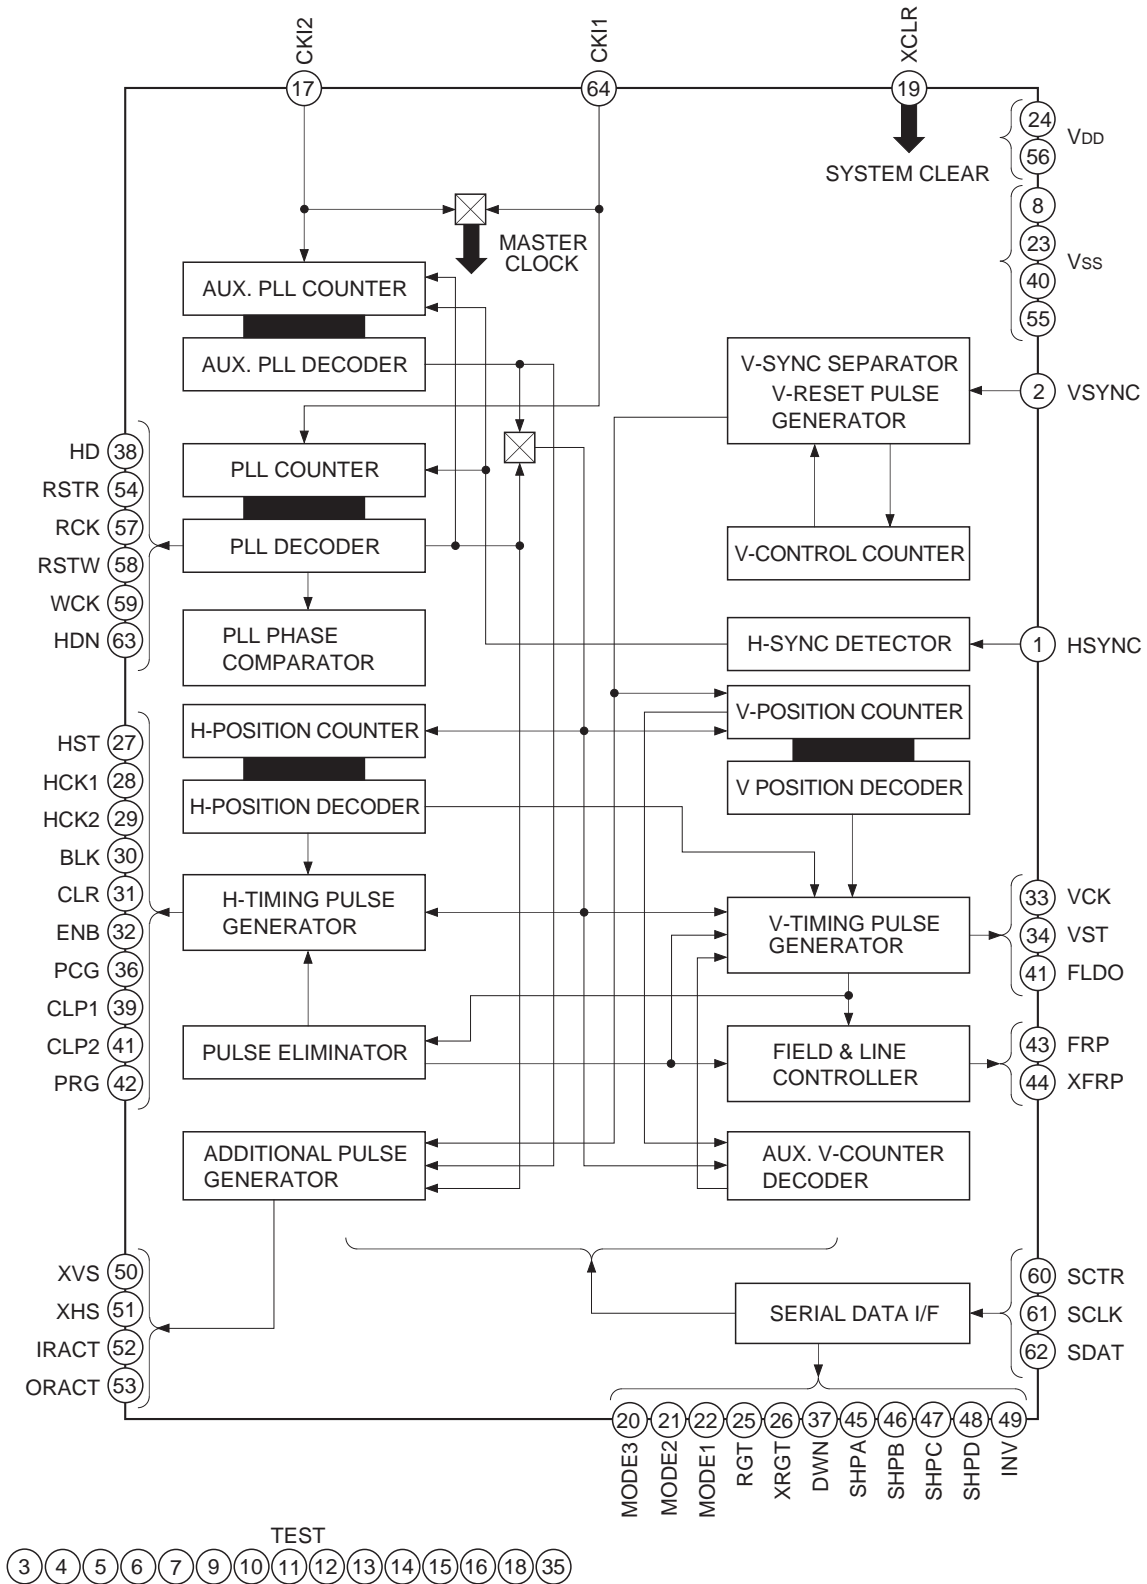 CKI2
CKI1
XCLR
17
64
19
24
56
VDD
SYSTEM CLEAR
8
23
40
55
VSS
MASTER
CLOCK
AUX. PLL COUNTER
AUX. PLL DECODER
V-SYNC SEPARATOR
V-RESET PULSE
GENERATOR
2 VSYNC
HD 38
RSTR 54
RCK 57
RSTW 58
WCK 59
HDN 63
PLL COUNTER
PLL DECODER
PLL PHASE
COMPARATOR
V-CONTROL COUNTER
H-SYNC DETECTOR
1 HSYNC
H-POSITION COUNTER
H-POSITION DECODER
V-POSITION COUNTER
V POSITION DECODER
HST 27
HCK1 28
HCK2 29
BLK 30
CLR 31
ENB 32
PCG 36
CLP1 39
CLP2 41
PRG 42
H-TIMING PULSE
GENERATOR
V-TIMING PULSE
GENERATOR
33 VCK
34 VST
41 FLDO
PULSE ELIMINATOR
FIELD & LINE
CONTROLLER
43 FRP
44 XFRP
ADDITIONAL PULSE
GENERATOR
AUX. V-COUNTER
DECODER
XVS 50
XHS 51
IRACT 52
ORACT 53
SERIAL DATA I/F
60 SCTR
61 SCLK
62 SDAT
20 21 22 25 26 37 45 46 47 48 49
MODE3
MODE2
MODE1
RGT
XRGT
DWN
SHPA
SHPB
SHPC
SHPD
INV
TEST
3 4 5 6 7 9 10 11 12 13 14 15 16 18 35